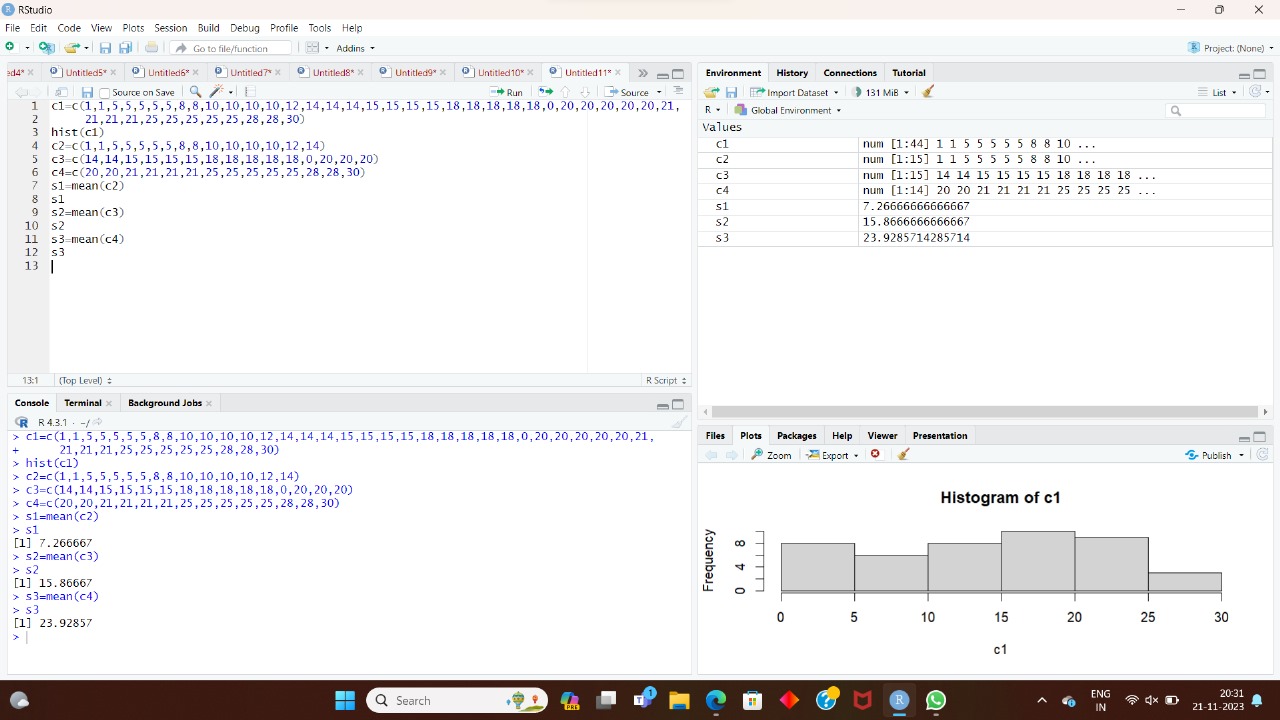 RStudio
File Edit Code View Plots Session Build Debug Profile Tools Help
Go to file/function Addins Project: (None)
ed4* Untitled5* Untitled6* Untitled7* Untitled8* Untitled9* Untitled10* Untitled11*
Source on Save Run Source
1 c1=c(1,1,5,5,5,5,5,8,8,10,10,10,10,12,14,14,14,15,15,15,15,18,18,18,18,18,0,20,20,20,20,20,21,
21,21,21,25,25,25,25,25,28,28,30)
3 hist(c1)
4 c2=c(1,1,5,5,5,5,5,8,8,10,10,10,10,12,14)
5 c3=c(14,14,15,15,15,15,18,18,18,18,18,0,20,20,20)
6 c4=c(20,20,21,21,21,21,25,25,25,25,25,28,28,30)
7 s1=mean(c2)
8 s1
9 s2=mean(c3)
10 s2
11 s3=mean(c4)
12 s3
13
13:1 (Top Level) R Script
Console Terminal Background Jobs
R 4.3.1 · ~/
> c1=c(1,1,5,5,5,5,5,8,8,10,10,10,10,12,14,14,14,15,15,15,15,18,18,18,18,18,0,20,20,20,20,20,21,
+ 21,21,21,25,25,25,25,25,28,28,30)
> hist(c1)
> c2=c(1,1,5,5,5,5,5,8,8,10,10,10,10,12,14)
> c3=c(14,14,15,15,15,15,18,18,18,18,18,0,20,20,20)
> c4=c(20,20,21,21,21,21,25,25,25,25,25,28,28,30)
> s1=mean(c2)
> s1
[1] 7.266667
> s2=mean(c3)
> s2
[1] 15.86667
> s3=mean(c4)
> s3
[1] 23.92857
>
Environment History Connections Tutorial
Import Dataset 131 MiB List
R Global Environment
Values
c1 num [1:44] 1 1 5 5 5 5 5 8 8 10 ...
c2 num [1:15] 1 1 5 5 5 5 5 8 8 10 ...
c3 num [1:15] 14 14 15 15 15 15 18 18 18 18 ...
c4 num [1:14] 20 20 21 21 21 21 25 25 25 25 ...
s1 7.26666666666667
s2 15.8666666666667
s3 23.9285714285714
Files Plots Packages Help Viewer Presentation
Zoom Export Publish
Histogram of c1
Frequency
8
4
0
0 5 10 15 20 25 30
c1
Search PRE 1 ENG 20:31
IN 21-11-2023